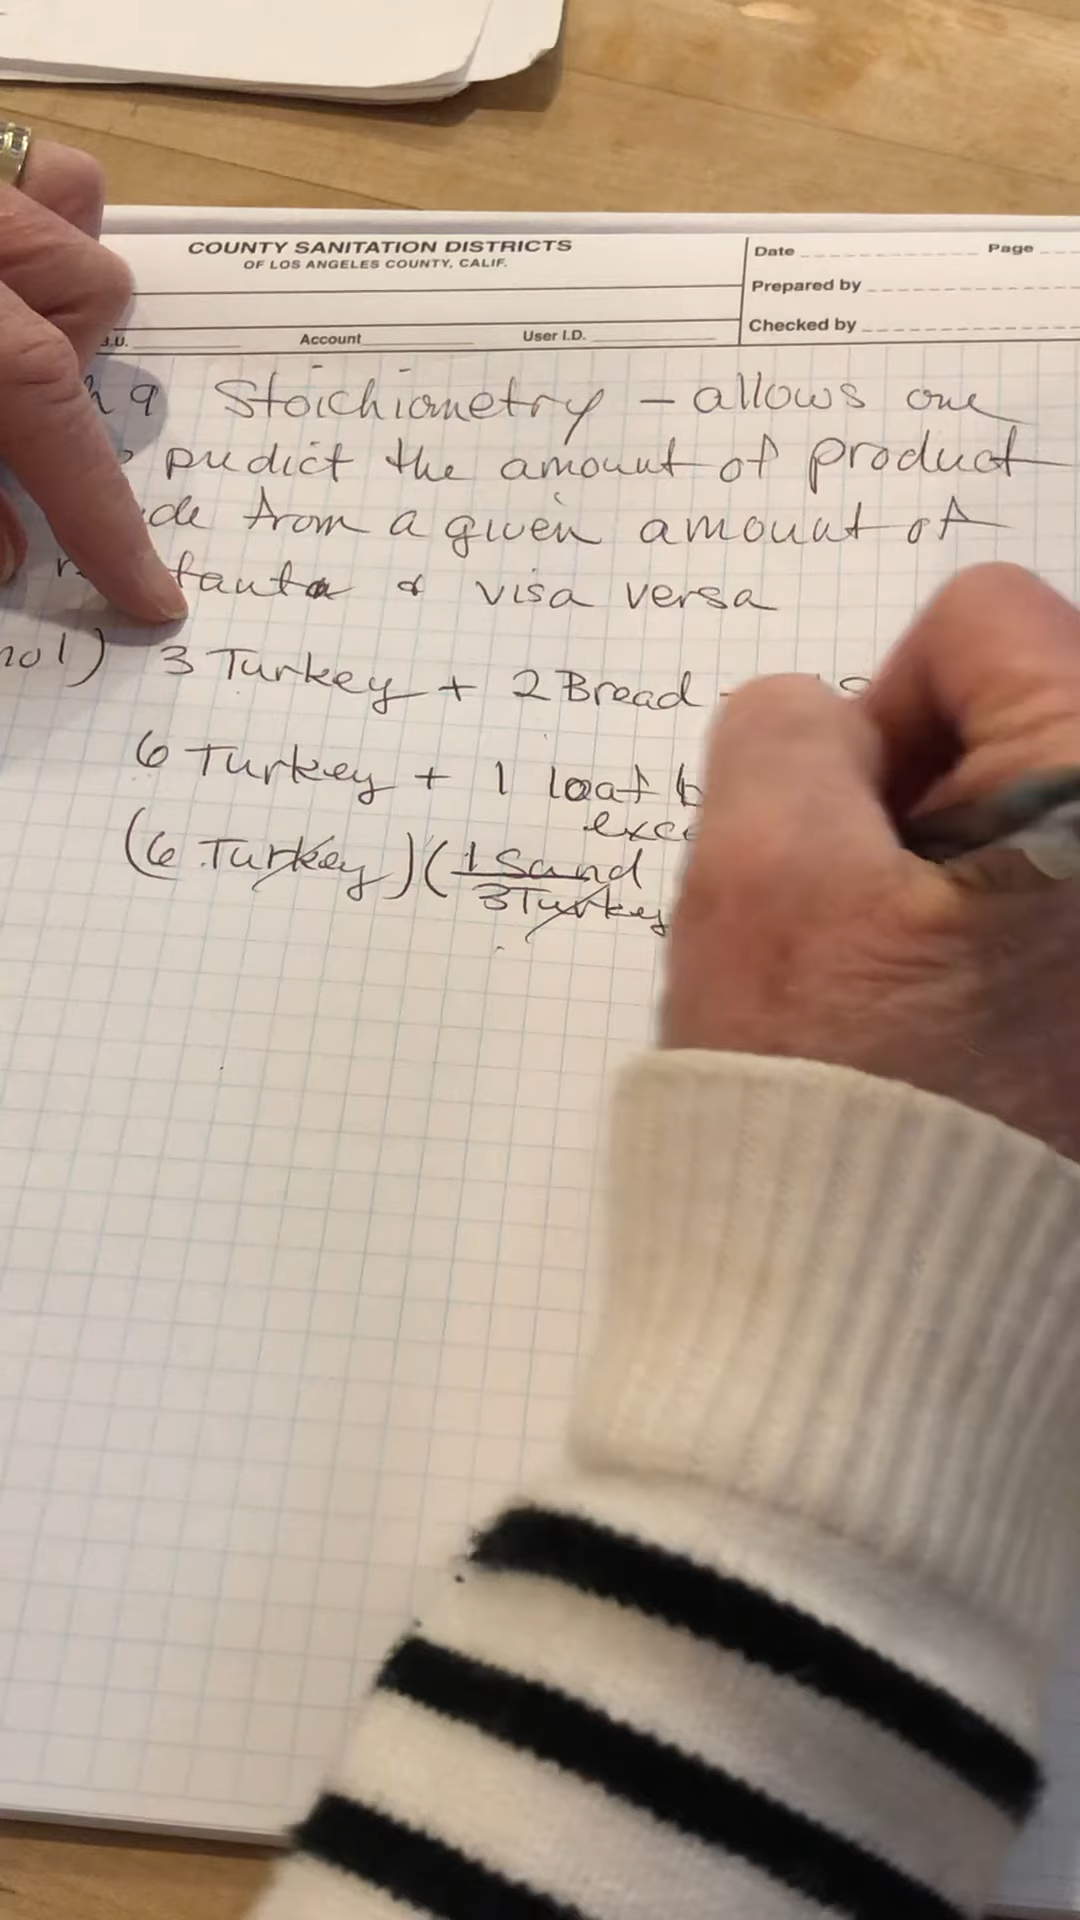 COUNTY SANITATION DISTRICTS
OF LOS ANGELES COUNTY, CALIF.
Date Page
Prepared by
Checked by
Account User I.D.
9 Stoichiometry - allows one
predict the amount of product
from a given amount of
& visa versa
3 Turkey + 2 Bread
6 Turkey + 1 loaf
(6 Turkey) (1 Sand
3 Turkey